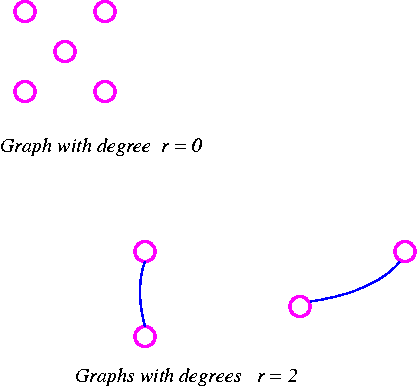 Graph with degree r = 0
Graphs with degrees r = 2